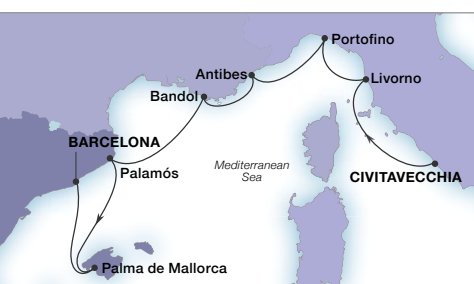 Portofino
Antibes
Livorno
Bandol
BARCELONA
Palamós
Mediterranean
Sea
CIVITAVECCHIA
Palma de Mallorca